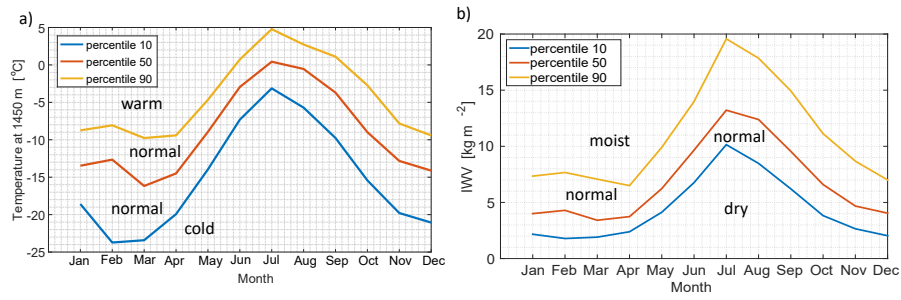 a)
Temperature at 1450 m [°C]
5
0
-5
-10
-15
-20
-25
percentile 10
percentile 50
percentile 90
warm
normal
normal
cold
Jan Feb Mar Apr May Jun Jul Aug Sep Oct Nov Dec
Month
b)
IWV [kg m⁻²]
20
15
10
5
0
percentile 10
percentile 50
percentile 90
moist
normal
normal
dry
Jan Feb Mar Apr May Jun Jul Aug Sep Oct Nov Dec
Month